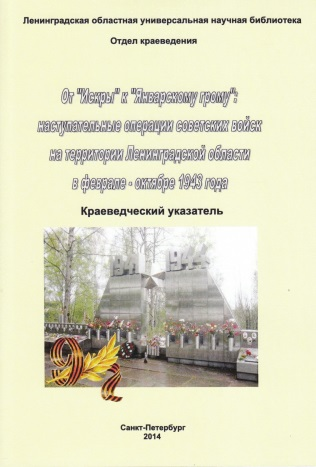 Ленинградская областная универсальная научная библиотека
Отдел краеведения
От "Искры" к "Январскому грому":
наступательные операции советских войск
на территории Ленинградской области
в феврале - октябре 1943 года
Краеведческий указатель
1941 1944
Санкт-Петербург
2014